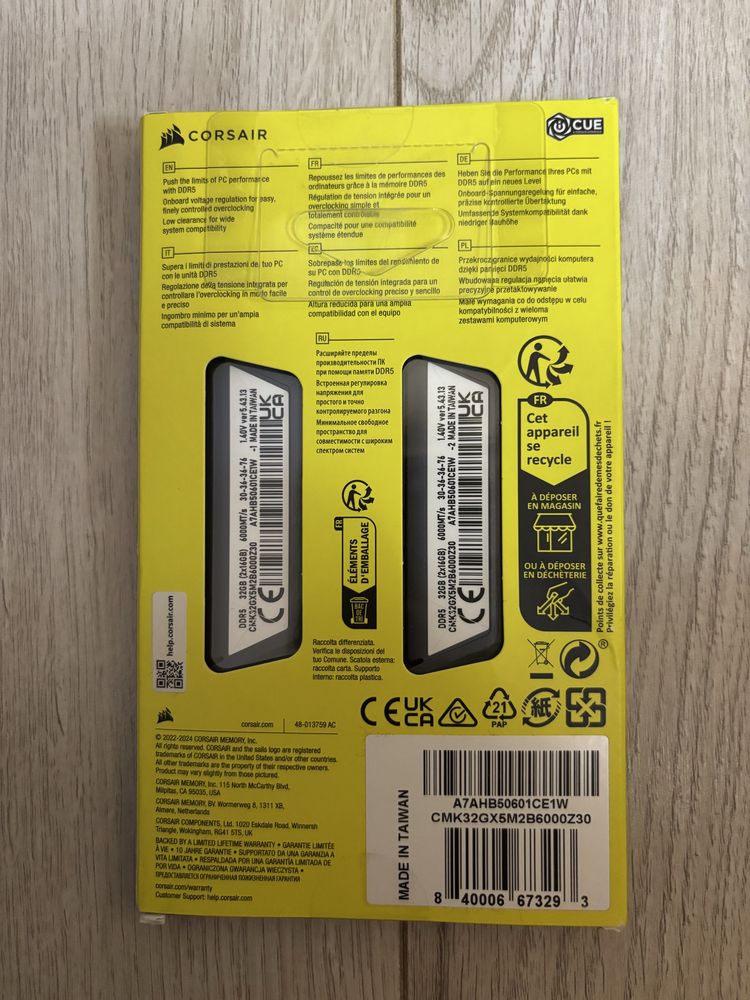 CORSAIR
iCUE
EN
Push the limits of PC performance
with DDR5
Onboard voltage regulation for easy,
finely controlled overclocking
Low clearance for wide
system compatibility
FR
Repoussez les limites de performances des
ordinateurs grâce à la mémoire DDR5
Régulation de tension intégrée pour un
overclocking simple et
totalement contrôlable
Compacité pour une compatibilité
système étendue
DE
Heben Sie die Performance Ihres PCs mit
DDR5 auf ein neues Level
Onboard-Spannungsregelung für einfache,
präzise kontrollierte Übertaktung
Umfassende Systemkompatibilität dank
niedriger Bauhöhe
IT
Supera i limiti di prestazioni del tuo PC
con le unità DDR5
Regolazione della tensione integrata per
controllare l'overclocking in modo facile
e preciso
Ingombro minimo per un'ampia
compatibilità di sistema
Sobrepase los límites del rendimiento de
su PC con DDR5
Regulación de tensión integrada para un
control de overclocking preciso y sencillo
Altura reducida para una amplia
compatibilidad con el equipo
PL
Przekrocz granice wydajności komputera
dzięki pamięci DDR5
Wbudowana regulacja napięcia ułatwia
precyzyjne przetaktowywanie
Małe wymagania co do odstępu w celu
kompatybilności z wieloma
zestawami komputerowym
RU
Расширяйте пределы
производительности ПК
при помощи памяти DDR5
Встроенная регулировка
напряжения для
простого и точно
контролируемого разгона
Минимальное свободное
пространство для
совместимости с широким
спектром систем
DDR5 32GB (2x16GB) 6000MT/s 30-36-36-76 1.40V ver5.43.13
CMK32GX5M2B6000Z30 A7AHB50601CE1W -1 MADE IN TAIWAN
CE
UK
CA
DDR5 32GB (2x16GB) 6000MT/s 30-36-36-76 1.40V ver5.43.13
CMK32GX5M2B6000Z30 A7AHB50601CE1W -2 MADE IN TAIWAN
CE
UK
CA
FR
ÉLÉMENTS
D'EMBALLAGE
BAC
DE
TRI
FR
Cet
appareil
se
recycle
À DÉPOSER
EN MAGASIN
OU À DÉPOSER
EN DÉCHÈTERIE
Points de collecte sur www.quefairedemesdechets.fr
Privilégiez la réparation ou le don de votre appareil !
help.corsair.com
Raccolta differenziata.
Verifica le disposizioni del
tuo Comune. Scatola esterna:
raccolta carta. Supporto
interno: raccolta plastica.
CE
UK
CA
21
PAP
紙
®
corsair.com
48-013759 AC
© 2022-2024 CORSAIR MEMORY, Inc.
All rights reserved. CORSAIR and the sails logo are registered
trademarks of CORSAIR in the United States and/or other countries.
All other trademarks are the property of their respective owners.
Product may vary slightly from those pictured.
CORSAIR MEMORY, Inc. 115 North McCarthy Blvd,
Milpitas, CA 95035, USA
CORSAIR MEMORY, BV. Wormerweg 8, 1311 XB,
Almere, Netherlands
CORSAIR COMPONENTS, Ltd. 1020 Eskdale Road, Winnersh
Triangle, Wokingham, RG41 5TS, UK
BACKED BY A LIMITED LIFETIME WARRANTY • GARANTIE LIMITÉE
À VIE • 10 JAHRE GARANTIE • SUPPORTATO DA UNA GARANZIA A
VITA LIMITATA • RESPALDADA POR UNA GARANTÍA LIMITADA DE
POR VIDA • OGRANICZONA GWARANCJA WIECZYSTA •
ПРЕДОСТАВЛЯЕТСЯ ОГРАНИЧЕННАЯ ПОЖИЗНЕННАЯ ГАРАНТИЯ
corsair.com/warranty
Customer Support: help.corsair.com
MADE IN TAIWAN
A7AHB50601CE1W
CMK32GX5M2B6000Z30
8 40006 67329 3